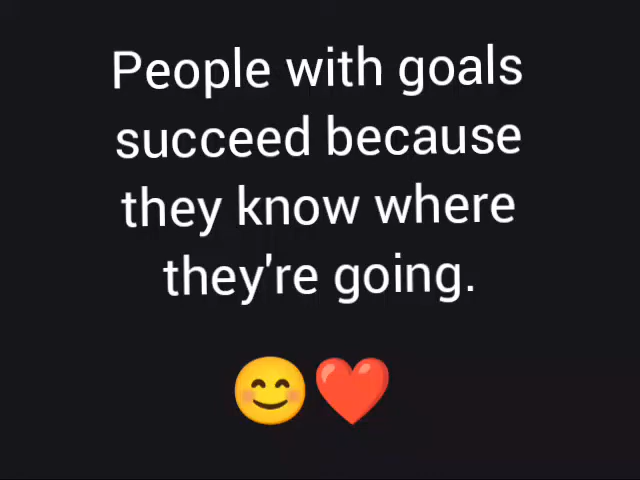 People with goals
succeed because
they know where
they're going.
😊❤️